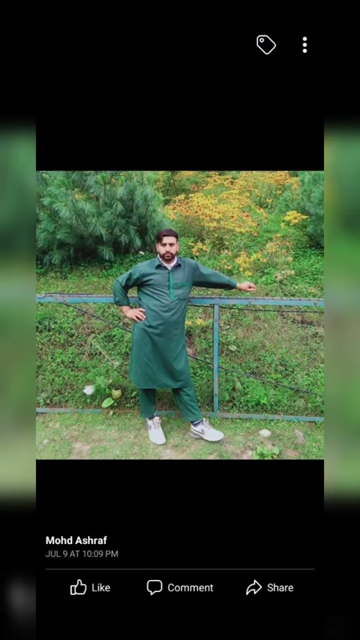 Mohd Ashraf
JUL 9 AT 10:09 PM
Like
Comment
Share